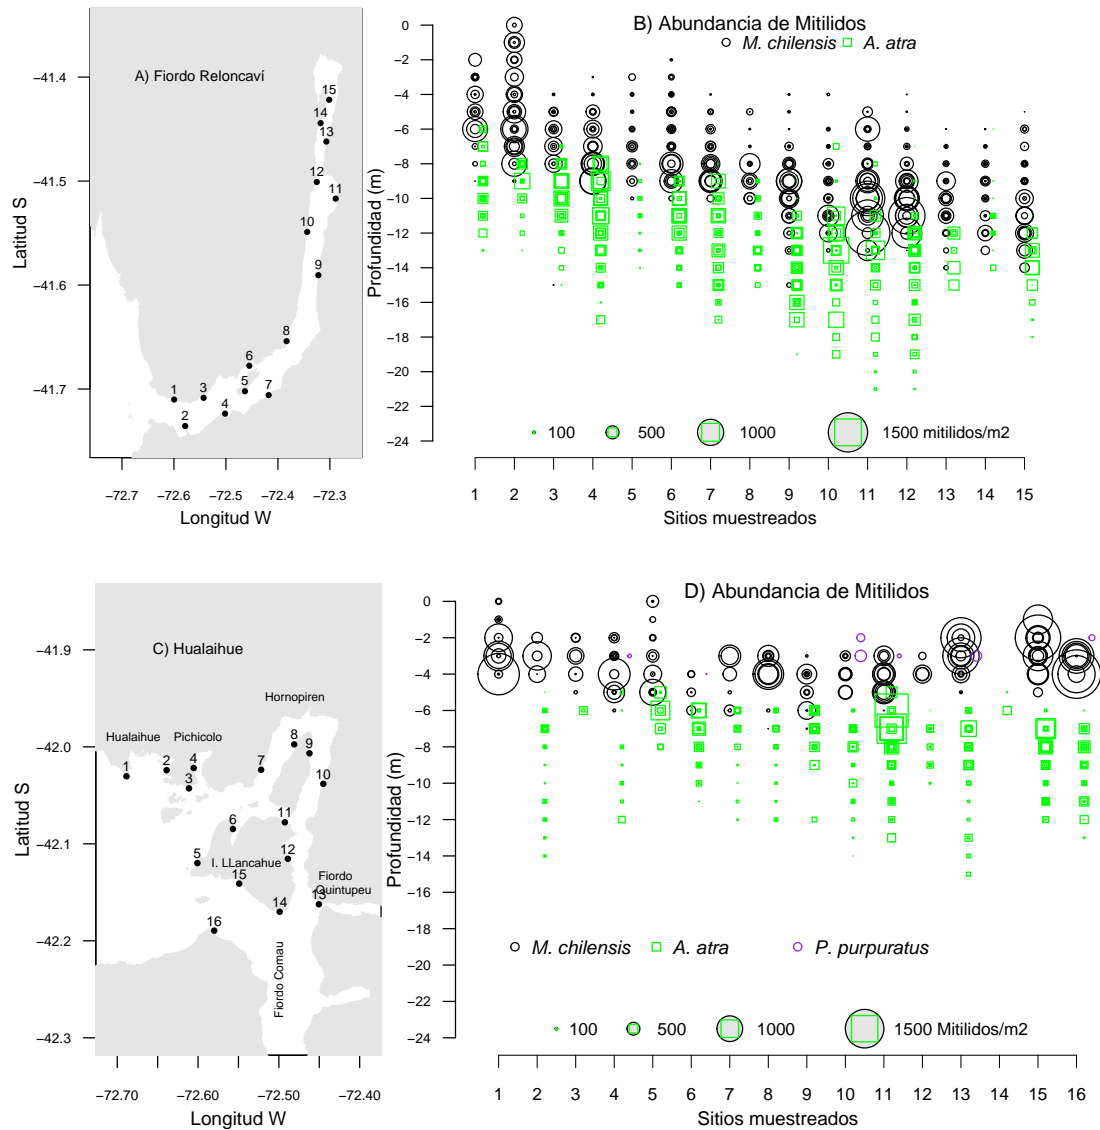 A) Fiordo Reloncaví
Latitud S
−41.4
−41.5
−41.6
−41.7
15
14
13
12
11
10
9
8
6
7
5
3
4
1
2
−72.7 −72.6 −72.5 −72.4 −72.3
Longitud W
B) Abundancia de Mitilidos
M. chilensis A. atra
Profundidad (m)
−0
−2
−4
−6
−8
−10
−12
−14
−16
−18
−20
−22
−24
100 500 1000 1500 mitilidos/m2
1 2 3 4 5 6 7 8 9 10 11 12 13 14 15
Sitios muestreados
C) Hualaihue
Latitud S
−41.9
−42.0
−42.1
−42.2
−42.3
Hornopiren
Hualaihue Pichicolo
8
9
4
1
2
7
3
10
11
6
12
5
I. LLancahue
15
Fiordo
Quintupeu
13
14
16
Fiordo Comau
−72.70 −72.60 −72.50 −72.40
Longitud W
D) Abundancia de Mitilidos
Profundidad (m)
0
−2
−4
−6
−8
−10
−12
−14
−16
−18
−20
−22
−24
M. chilensis A. atra P. purpuratus
100 500 1000 1500 Mitilidos/m2
1 2 3 4 5 6 7 8 9 10 11 12 13 14 15 16
Sitios muestreados